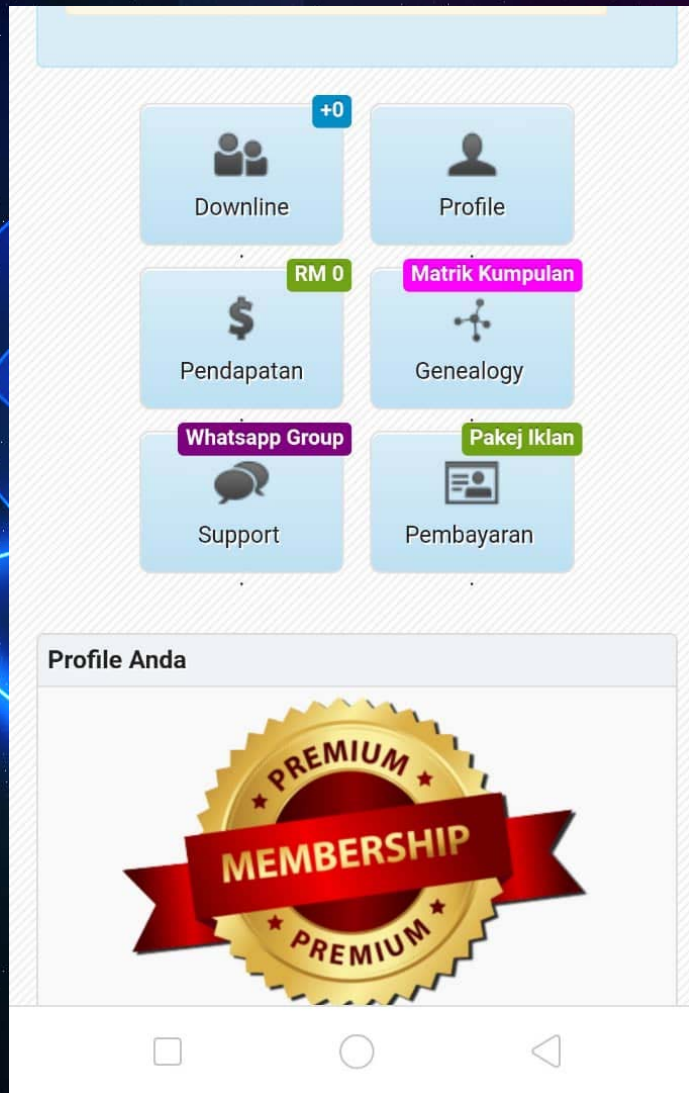 +0
Downline
Profile
RM 0
Matrik Kumpulan
Pendapatan
Genealogy
Whatsapp Group
Pakej Iklan
Support
Pembayaran
Profile Anda
PREMIUM
MEMBERSHIP
PREMIUM